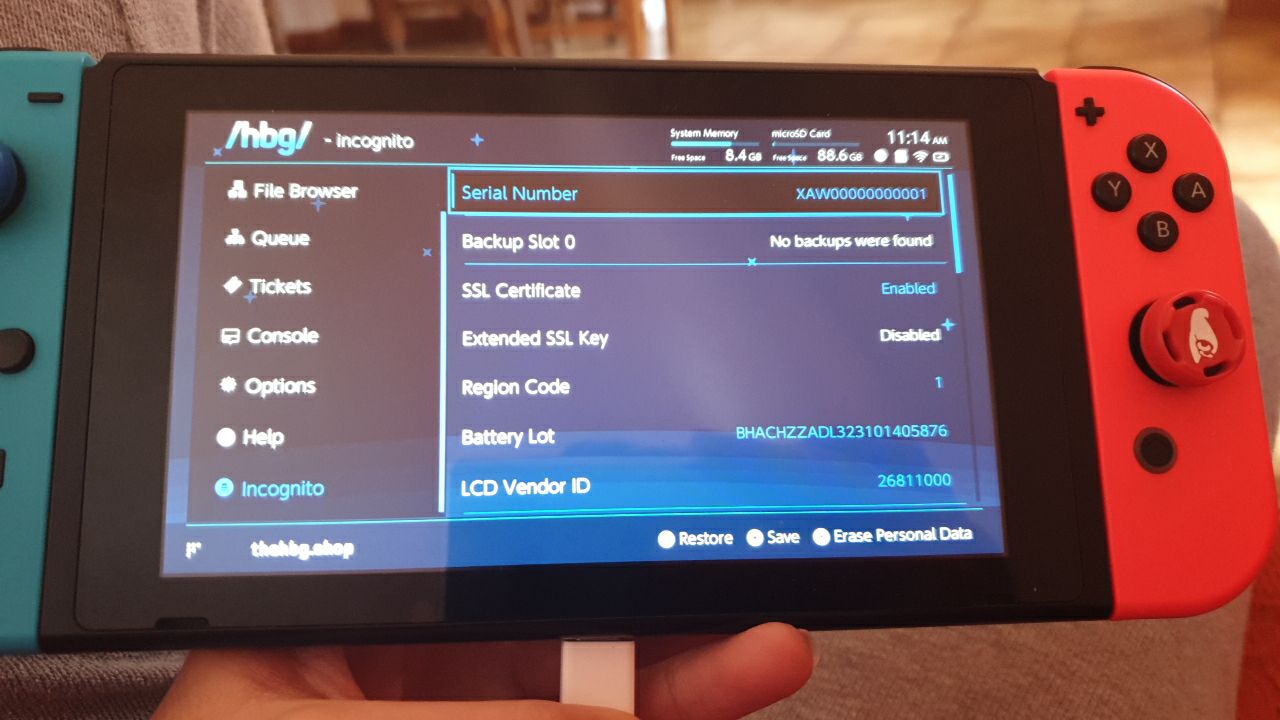 /hbg/ - incognito
System Memory microSD Card 11:14 AM
Free Space 8.4 GB Free Space 88.6 GB
File Browser
Queue
Tickets
Console
Options
Help
Incognito
Serial Number XAW00000000001
Backup Slot 0 No backups were found
SSL Certificate Enabled
Extended SSL Key Disabled
Region Code 1
Battery Lot BHACHZZADL323101405876
LCD Vendor ID 26811000
thehbg.shop
Restore Save Erase Personal Data
X
Y A
B